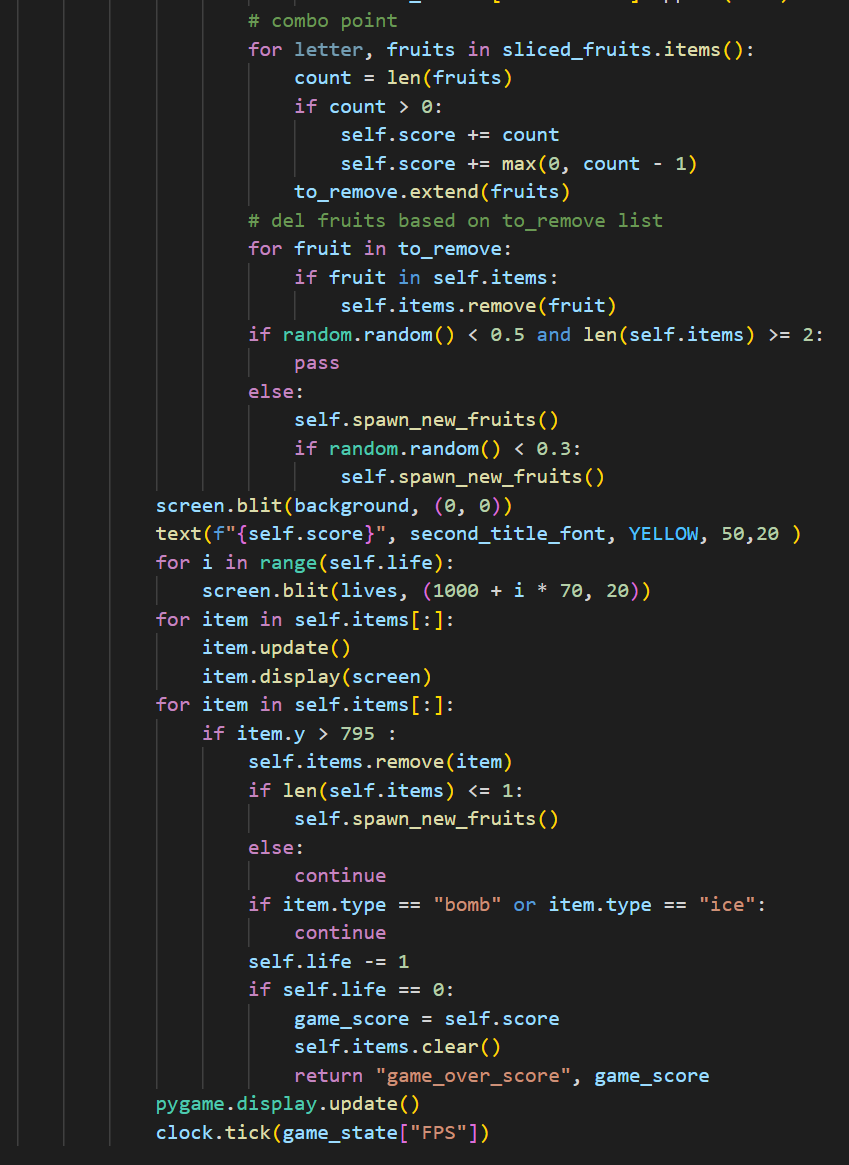 # combo point
for letter, fruits in sliced_fruits.items():
count = len(fruits)
if count > 0:
self.score += count
self.score += max(0, count - 1)
to_remove.extend(fruits)
# del fruits based on to_remove list
for fruit in to_remove:
if fruit in self.items:
self.items.remove(fruit)
if random.random() < 0.5 and len(self.items) >= 2:
pass
else:
self.spawn_new_fruits()
if random.random() < 0.3:
self.spawn_new_fruits()
screen.blit(background, (0, 0))
text(f"{self.score}", second_title_font, YELLOW, 50,20 )
for i in range(self.life):
screen.blit(lives, (1000 + i * 70, 20))
for item in self.items[:]:
item.update()
item.display(screen)
for item in self.items[:]:
if item.y > 795 :
self.items.remove(item)
if len(self.items) <= 1:
self.spawn_new_fruits()
else:
continue
if item.type == "bomb" or item.type == "ice":
continue
self.life -= 1
if self.life == 0:
game_score = self.score
self.items.clear()
return "game_over_score", game_score
pygame.display.update()
clock.tick(game_state["FPS"])